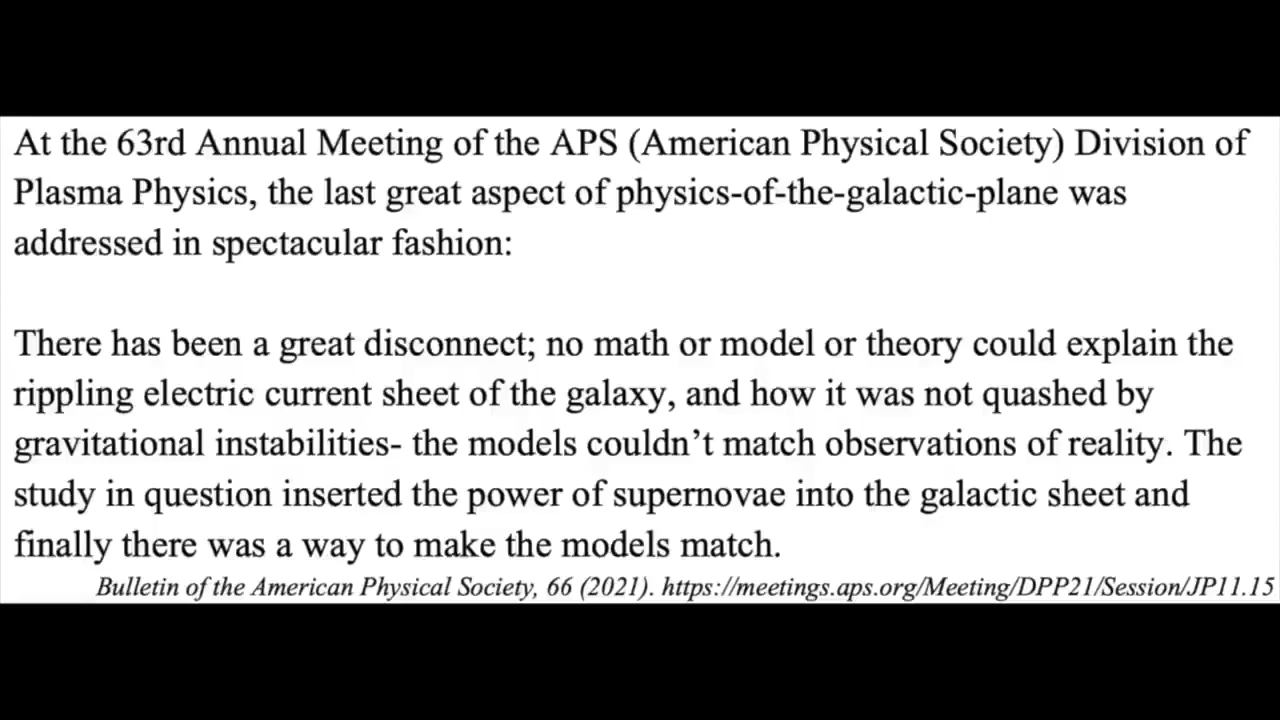 At the 63rd Annual Meeting of the APS (American Physical Society) Division of
Plasma Physics, the last great aspect of physics-of-the-galactic-plane was
addressed in spectacular fashion:
There has been a great disconnect; no math or model or theory could explain the
rippling electric current sheet of the galaxy, and how it was not quashed by
gravitational instabilities- the models couldn’t match observations of reality. The
study in question inserted the power of supernovae into the galactic sheet and
finally there was a way to make the models match.
Bulletin of the American Physical Society, 66 (2021). https://meetings.aps.org/Meeting/DPP21/Session/JP11.15